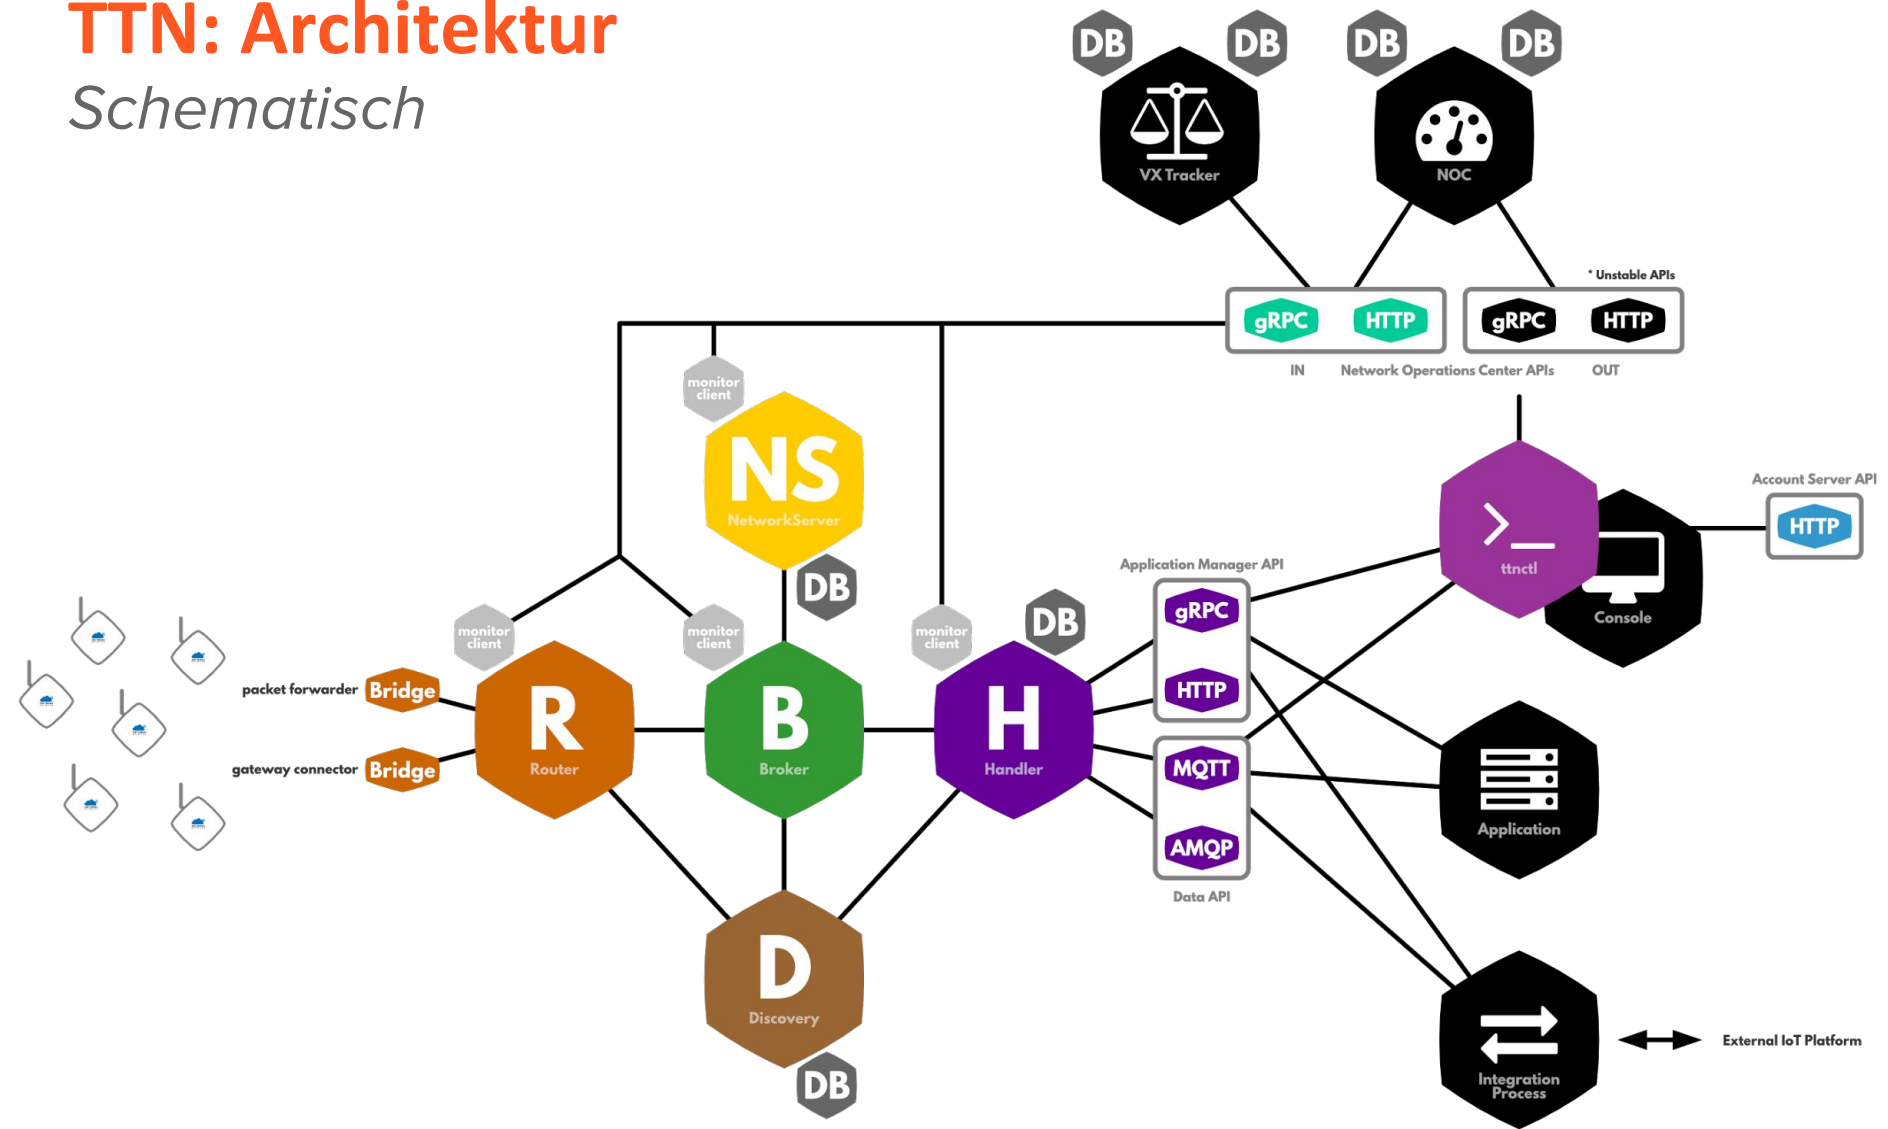 TTN: Architektur
Schematisch
DB
DB
DB
DB
VX Tracker
NOC
* Unstable APIs
gRPC
HTTP
gRPC
HTTP
IN
Network Operations Center APIs
OUT
monitor
client
NS
NetworkServer
DB
ttnctl
Console
Account Server API
HTTP
Application Manager API
gRPC
HTTP
monitor
client
monitor
client
monitor
client
DB
packet forwarder
Bridge
gateway connector
Bridge
R
Router
B
Broker
H
Handler
MQTT
AMQP
Data API
Application
D
Discovery
DB
Integration
Process
External IoT Platform